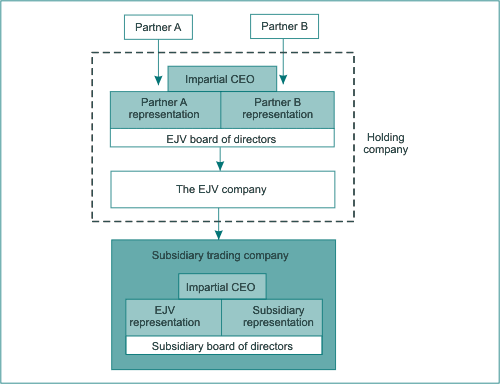 Partner A
Partner B
Impartial CEO
Partner A
representation
Partner B
representation
EJV board of directors
Holding
company
The EJV company
Subsidiary trading company
Impartial CEO
EJV
representation
Subsidiary
representation
Subsidiary board of directors